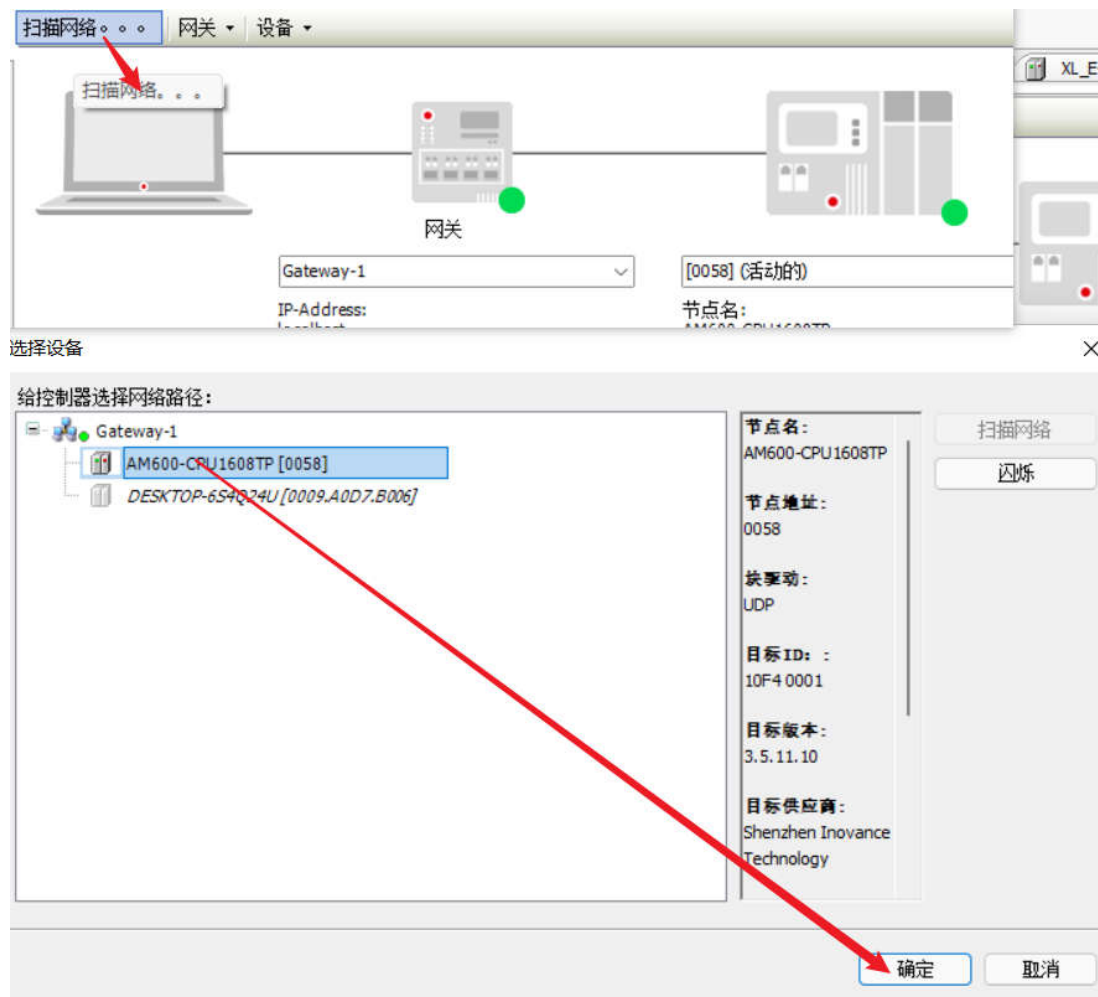 扫描网络。。。 网关 设备
扫描网络。。。
XL_E
网关
Gateway-1
[0058] (活动的)
IP-Address:
节点名:
选择设备
给控制器选择网络路径:
Gateway-1
AM600-CPU1608TP [0058]
DESKTOP-6S4Q24U [0009.A0D7.B006]
节点名:
AM600-CPU1608TP
节点地址:
0058
块驱动:
UDP
目标ID: :
10F4 0001
目标版本:
3.5.11.10
目标供应商:
Shenzhen Inovance
Technology
扫描网络
闪烁
确定
取消